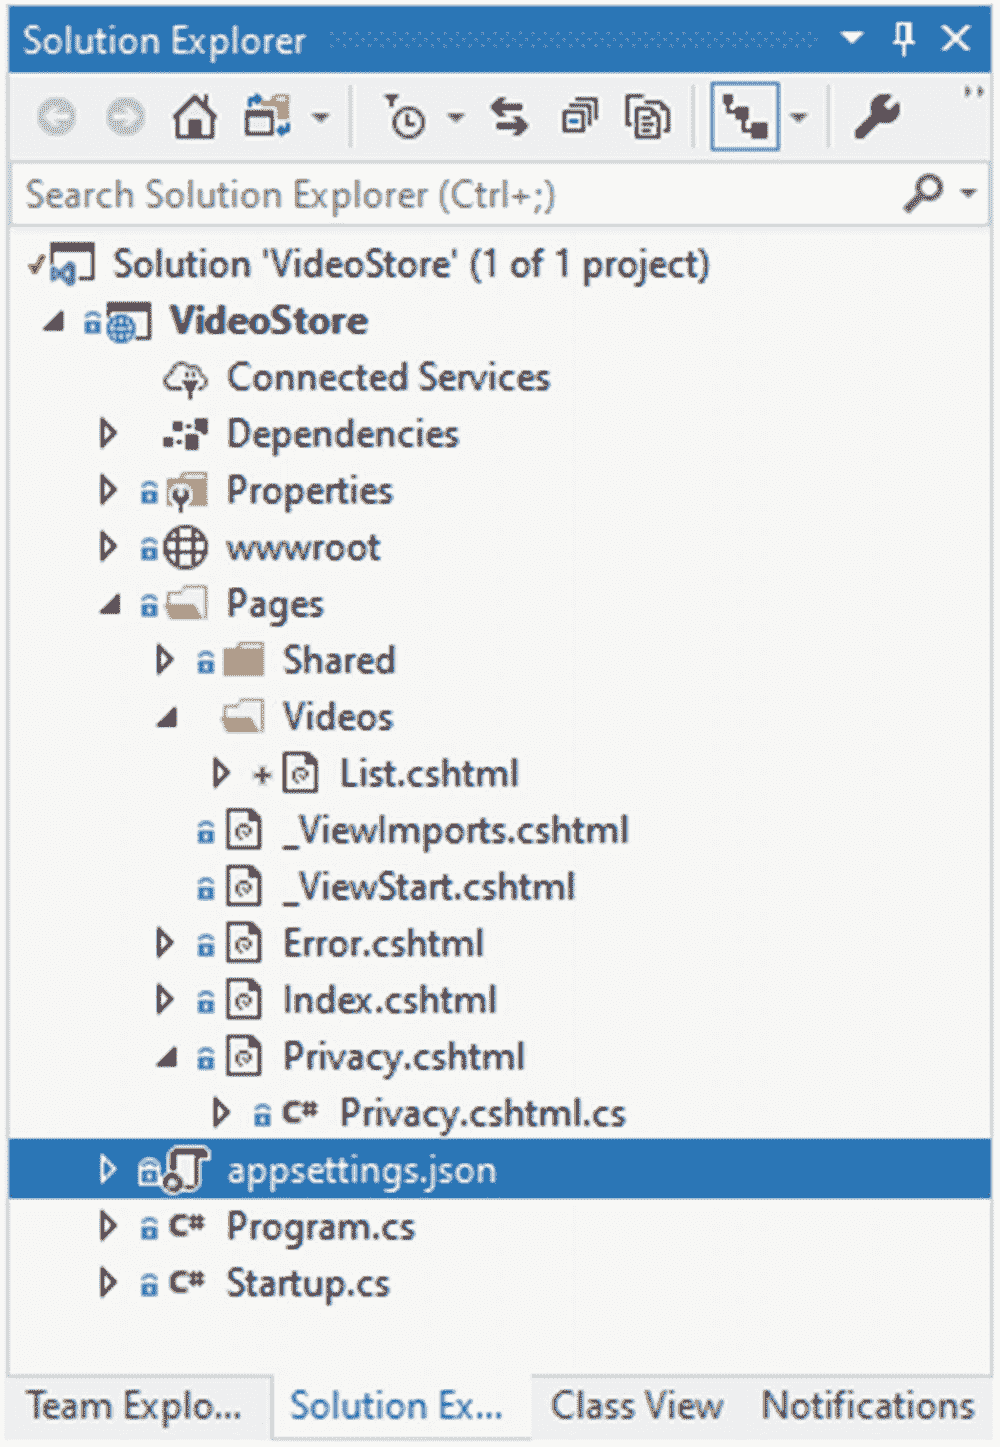 Solution Explorer
Search Solution Explorer (Ctrl+;)
Solution 'VideoStore' (1 of 1 project)
VideoStore
Connected Services
Dependencies
Properties
wwwroot
Pages
Shared
Videos
List.cshtml
_ViewImports.cshtml
_ViewStart.cshtml
Error.cshtml
Index.cshtml
Privacy.cshtml
C# Privacy.cshtml.cs
appsettings.json
C# Program.cs
C# Startup.cs
Team Explo... Solution Ex... Class View Notifications